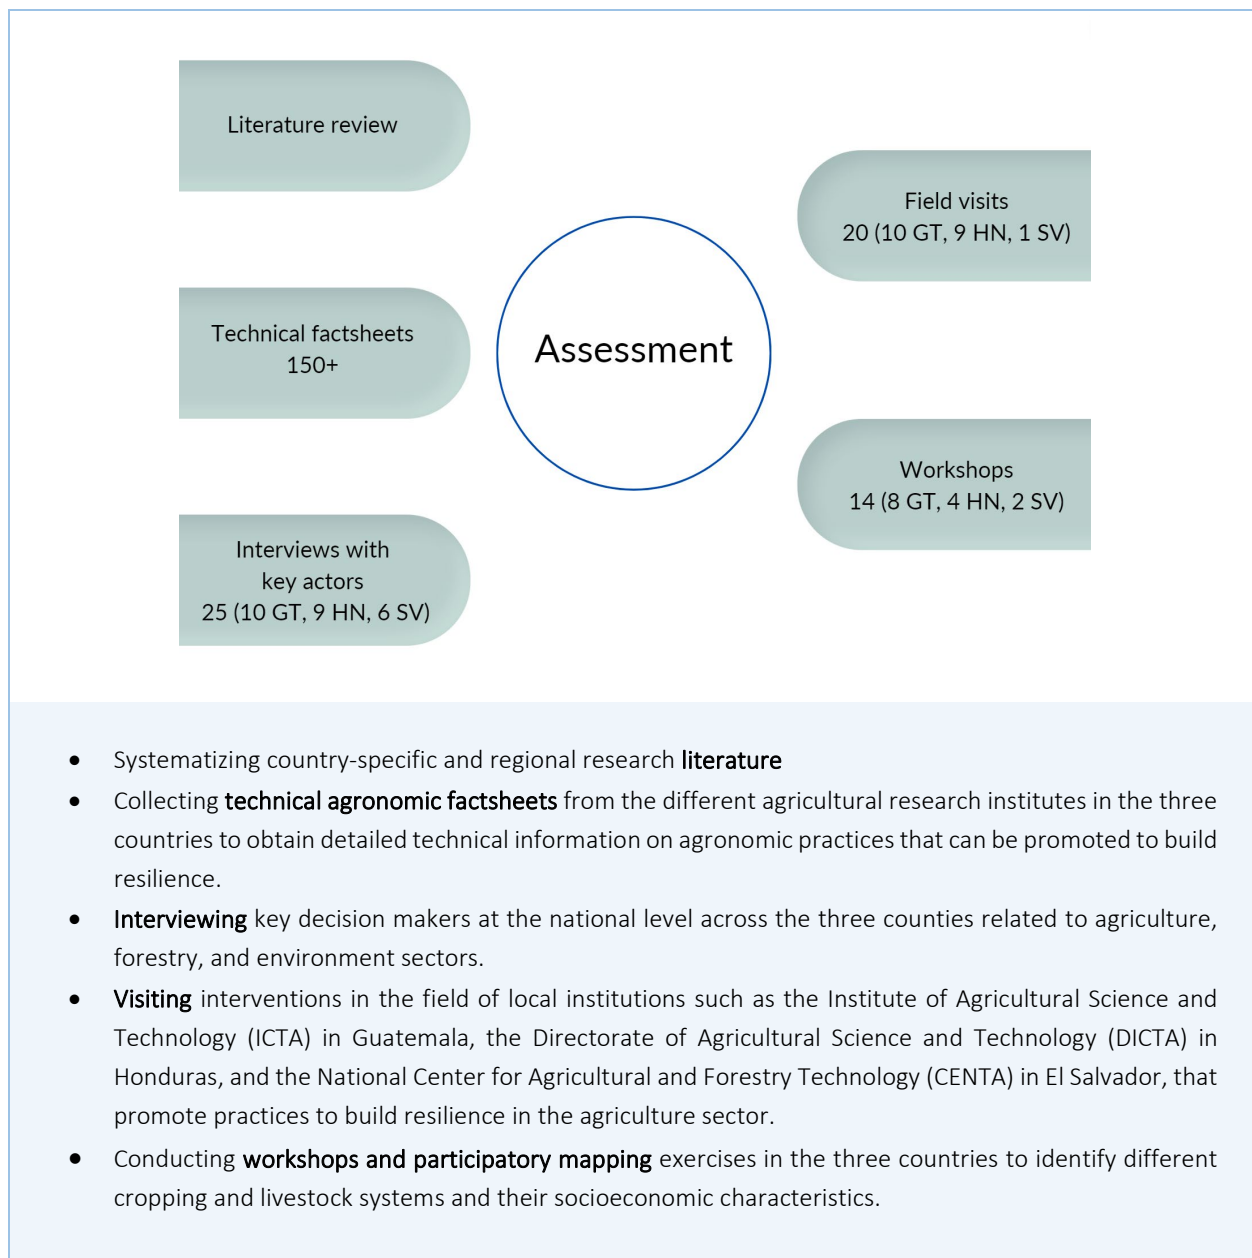 Literature review
Technical factsheets
150+
Interviews with
key actors
25 (10 GT, 9 HN, 6 SV)
Assessment
Field visits
20 (10 GT, 9 HN, 1 SV)
Workshops
14 (8 GT, 4 HN, 2 SV)
• Systematizing country-specific and regional research literature
• Collecting technical agronomic factsheets from the different agricultural research institutes in the three
countries to obtain detailed technical information on agronomic practices that can be promoted to build
resilience.
• Interviewing key decision makers at the national level across the three counties related to agriculture,
forestry, and environment sectors.
• Visiting interventions in the field of local institutions such as the Institute of Agricultural Science and
Technology (ICTA) in Guatemala, the Directorate of Agricultural Science and Technology (DICTA) in
Honduras, and the National Center for Agricultural and Forestry Technology (CENTA) in El Salvador, that
promote practices to build resilience in the agriculture sector.
• Conducting workshops and participatory mapping exercises in the three countries to identify different
cropping and livestock systems and their socioeconomic characteristics.